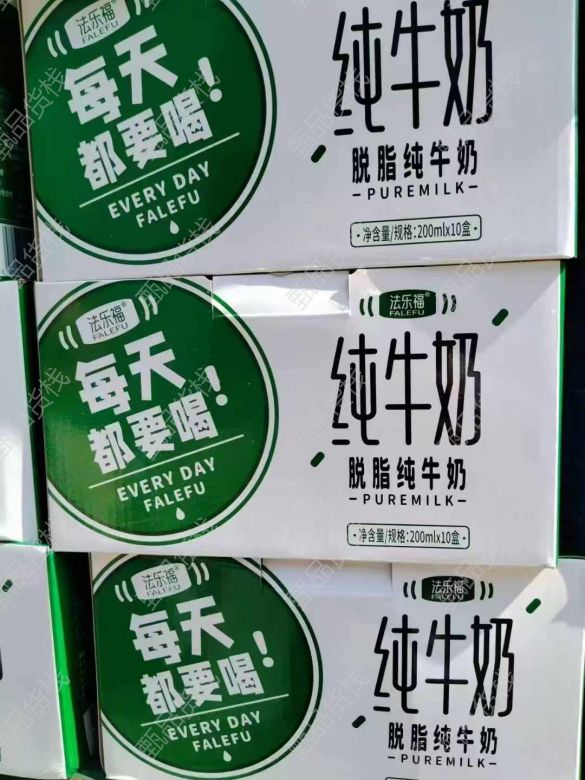 法乐福
FALEFU
每天
都要喝!
EVERY DAY
FALEFU
纯牛奶
脱脂纯牛奶
PUREMILK
·净含量/规格:200mlx10盒·
法乐福®
FALEFU
每天
都要喝!
EVERY DAY
FALEFU
法乐福®
FALEFU
纯牛奶
脱脂纯牛奶
-PUREMILK-
·净含量/规格:200mlx10盒·
法乐福®
FALEFU
每天
都要喝!
EVERY DAY
FALEFU
法乐福®
FALEFU
纯牛奶
脱脂纯牛奶
-PUREMILK-
甄品货栈